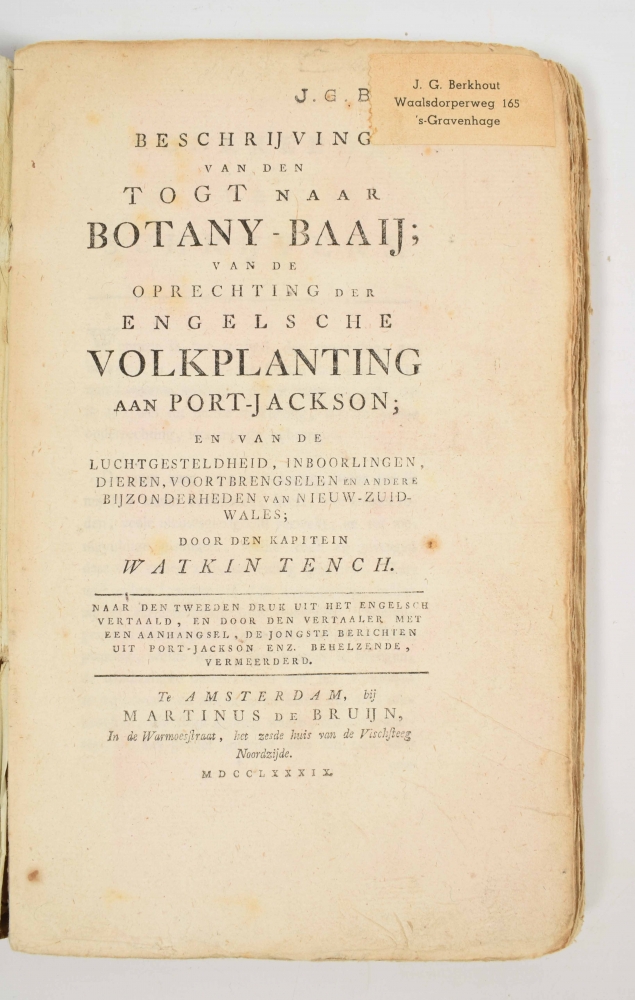 J. G. B
J. G. Berkhout
Waalsdorperweg 165
's-Gravenhage
BESCHRIJVING
VAN DEN
TOGT NAAR
BOTANY-BAAIJ;
VAN DE
OPRECHTING DER
ENGELSCHE
VOLKPLANTING
AAN PORT-JACKSON;
EN VAN DE
LUCHTGESTELDHEID, INBOORLINGEN,
DIEREN, VOORTBRENGSELEN EN ANDERE
BIJZONDERHEDEN VAN NIEUW-ZUID-
WALES;
DOOR DEN KAPITEIN
WATKIN TENCH.
NAAR DEN TWEEDEN DRUK UIT HET ENGELSCH
VERTAALD, EN DOOR DEN VERTAALER MET
EEN AANHANGSEL, DE JONGSTE BERICHTEN
UIT PORT-JACKSON ENZ. BEHELZENDE,
VERMEERDERD.
Te AMSTERDAM, bij
MARTINUS DE BRUIJN,
In de Warmoesſtraat, het zesde huis van de Vischſteeg
Noordzijde.
MDCCLXXXIX.